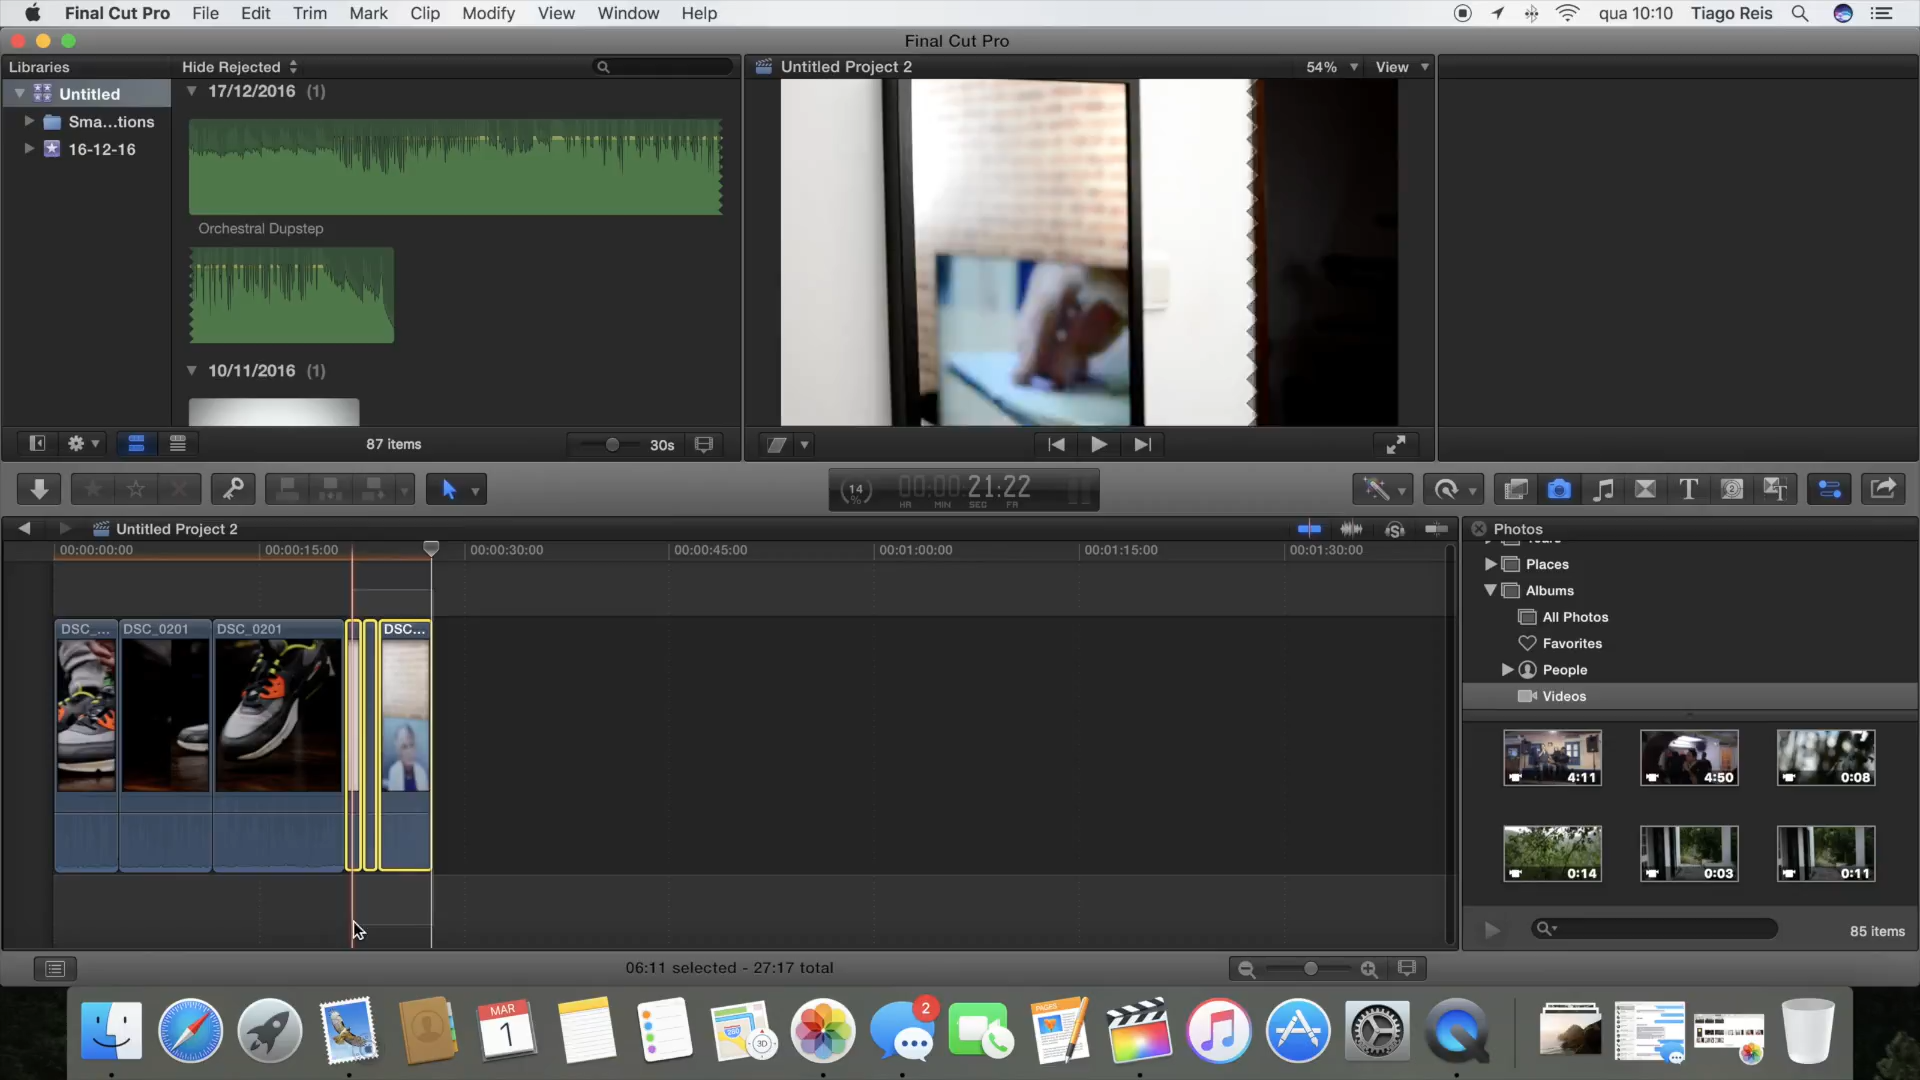 Final Cut Pro File Edit Trim Mark Clip Modify View Window Help qua 10:10 Tiago Reis
Final Cut Pro
Libraries Hide Rejected Untitled Project 2 54% View
Untitled
Sma...tions
16-12-16
17/12/2016 (1)
Orchestral Dupstep
10/11/2016 (1)
87 items 30s
14 % 00:00:21:22
HR MIN SEC FR
Untitled Project 2
00:00:00:00 00:00:15:00 00:00:30:00 00:00:45:00 00:01:00:00 00:01:15:00 00:01:30:00
DSC_... DSC_0201 DSC_0201 DSC...
Photos
Places
Albums
All Photos
Favorites
People
Videos
4:11 4:50 0:08
0:14 0:03 0:11
85 items
06:11 selected - 27:17 total
MAR
1
280
3D
2
PAGES